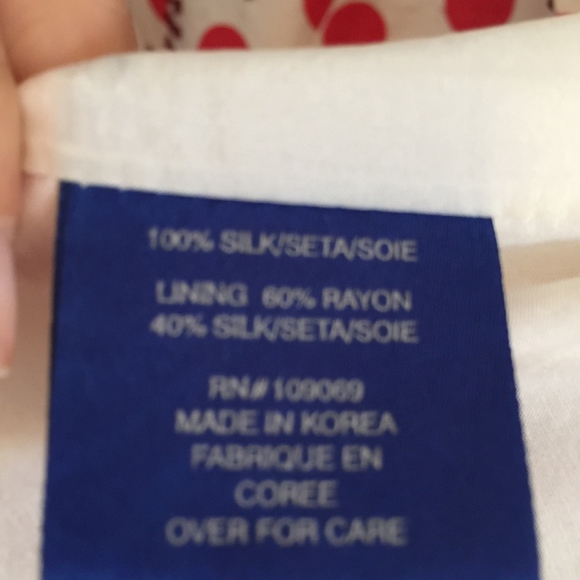 100% SILK/SETA/SOIE
LINING 60% RAYON
40% SILK/SETA/SOIE
RN# 109069
MADE IN KOREA
FABRIQUE EN
COREE
OVER FOR CARE